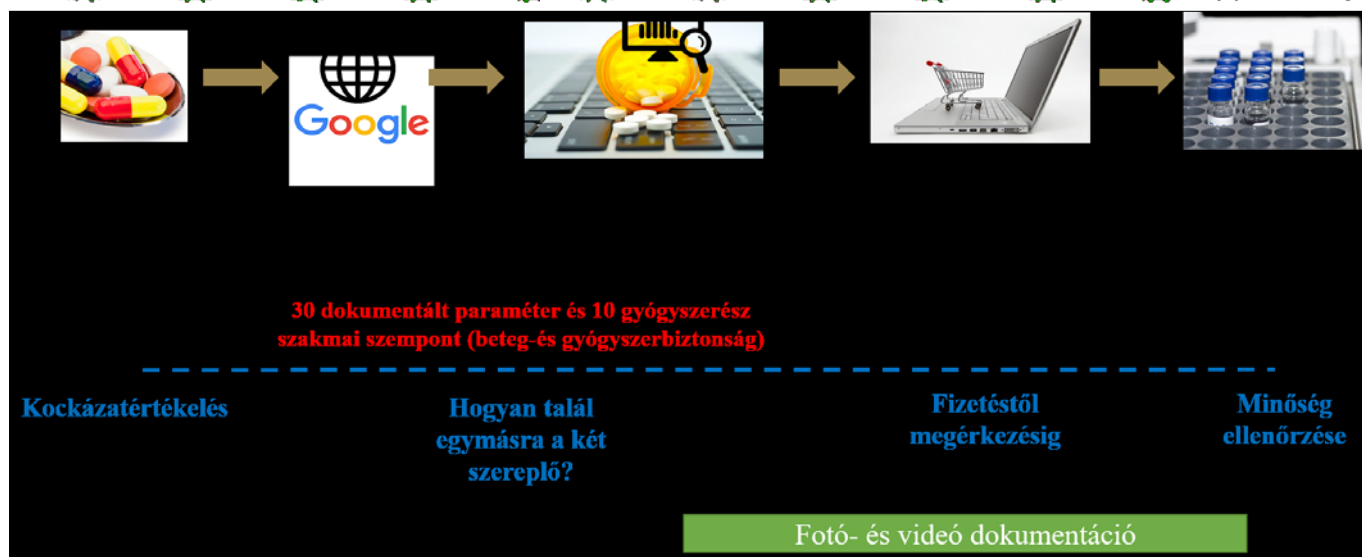 Google
30 dokumentált paraméter és 10 gyógyszerész
szakmai szempont (beteg-és gyógyszerbiztonság)
Kockázatértékelés
Hogyan talál
egymásra a két
szereplő?
Fizetéstől
megérkezésig
Minőség
ellenőrzése
Fotó- és videó dokumentáció